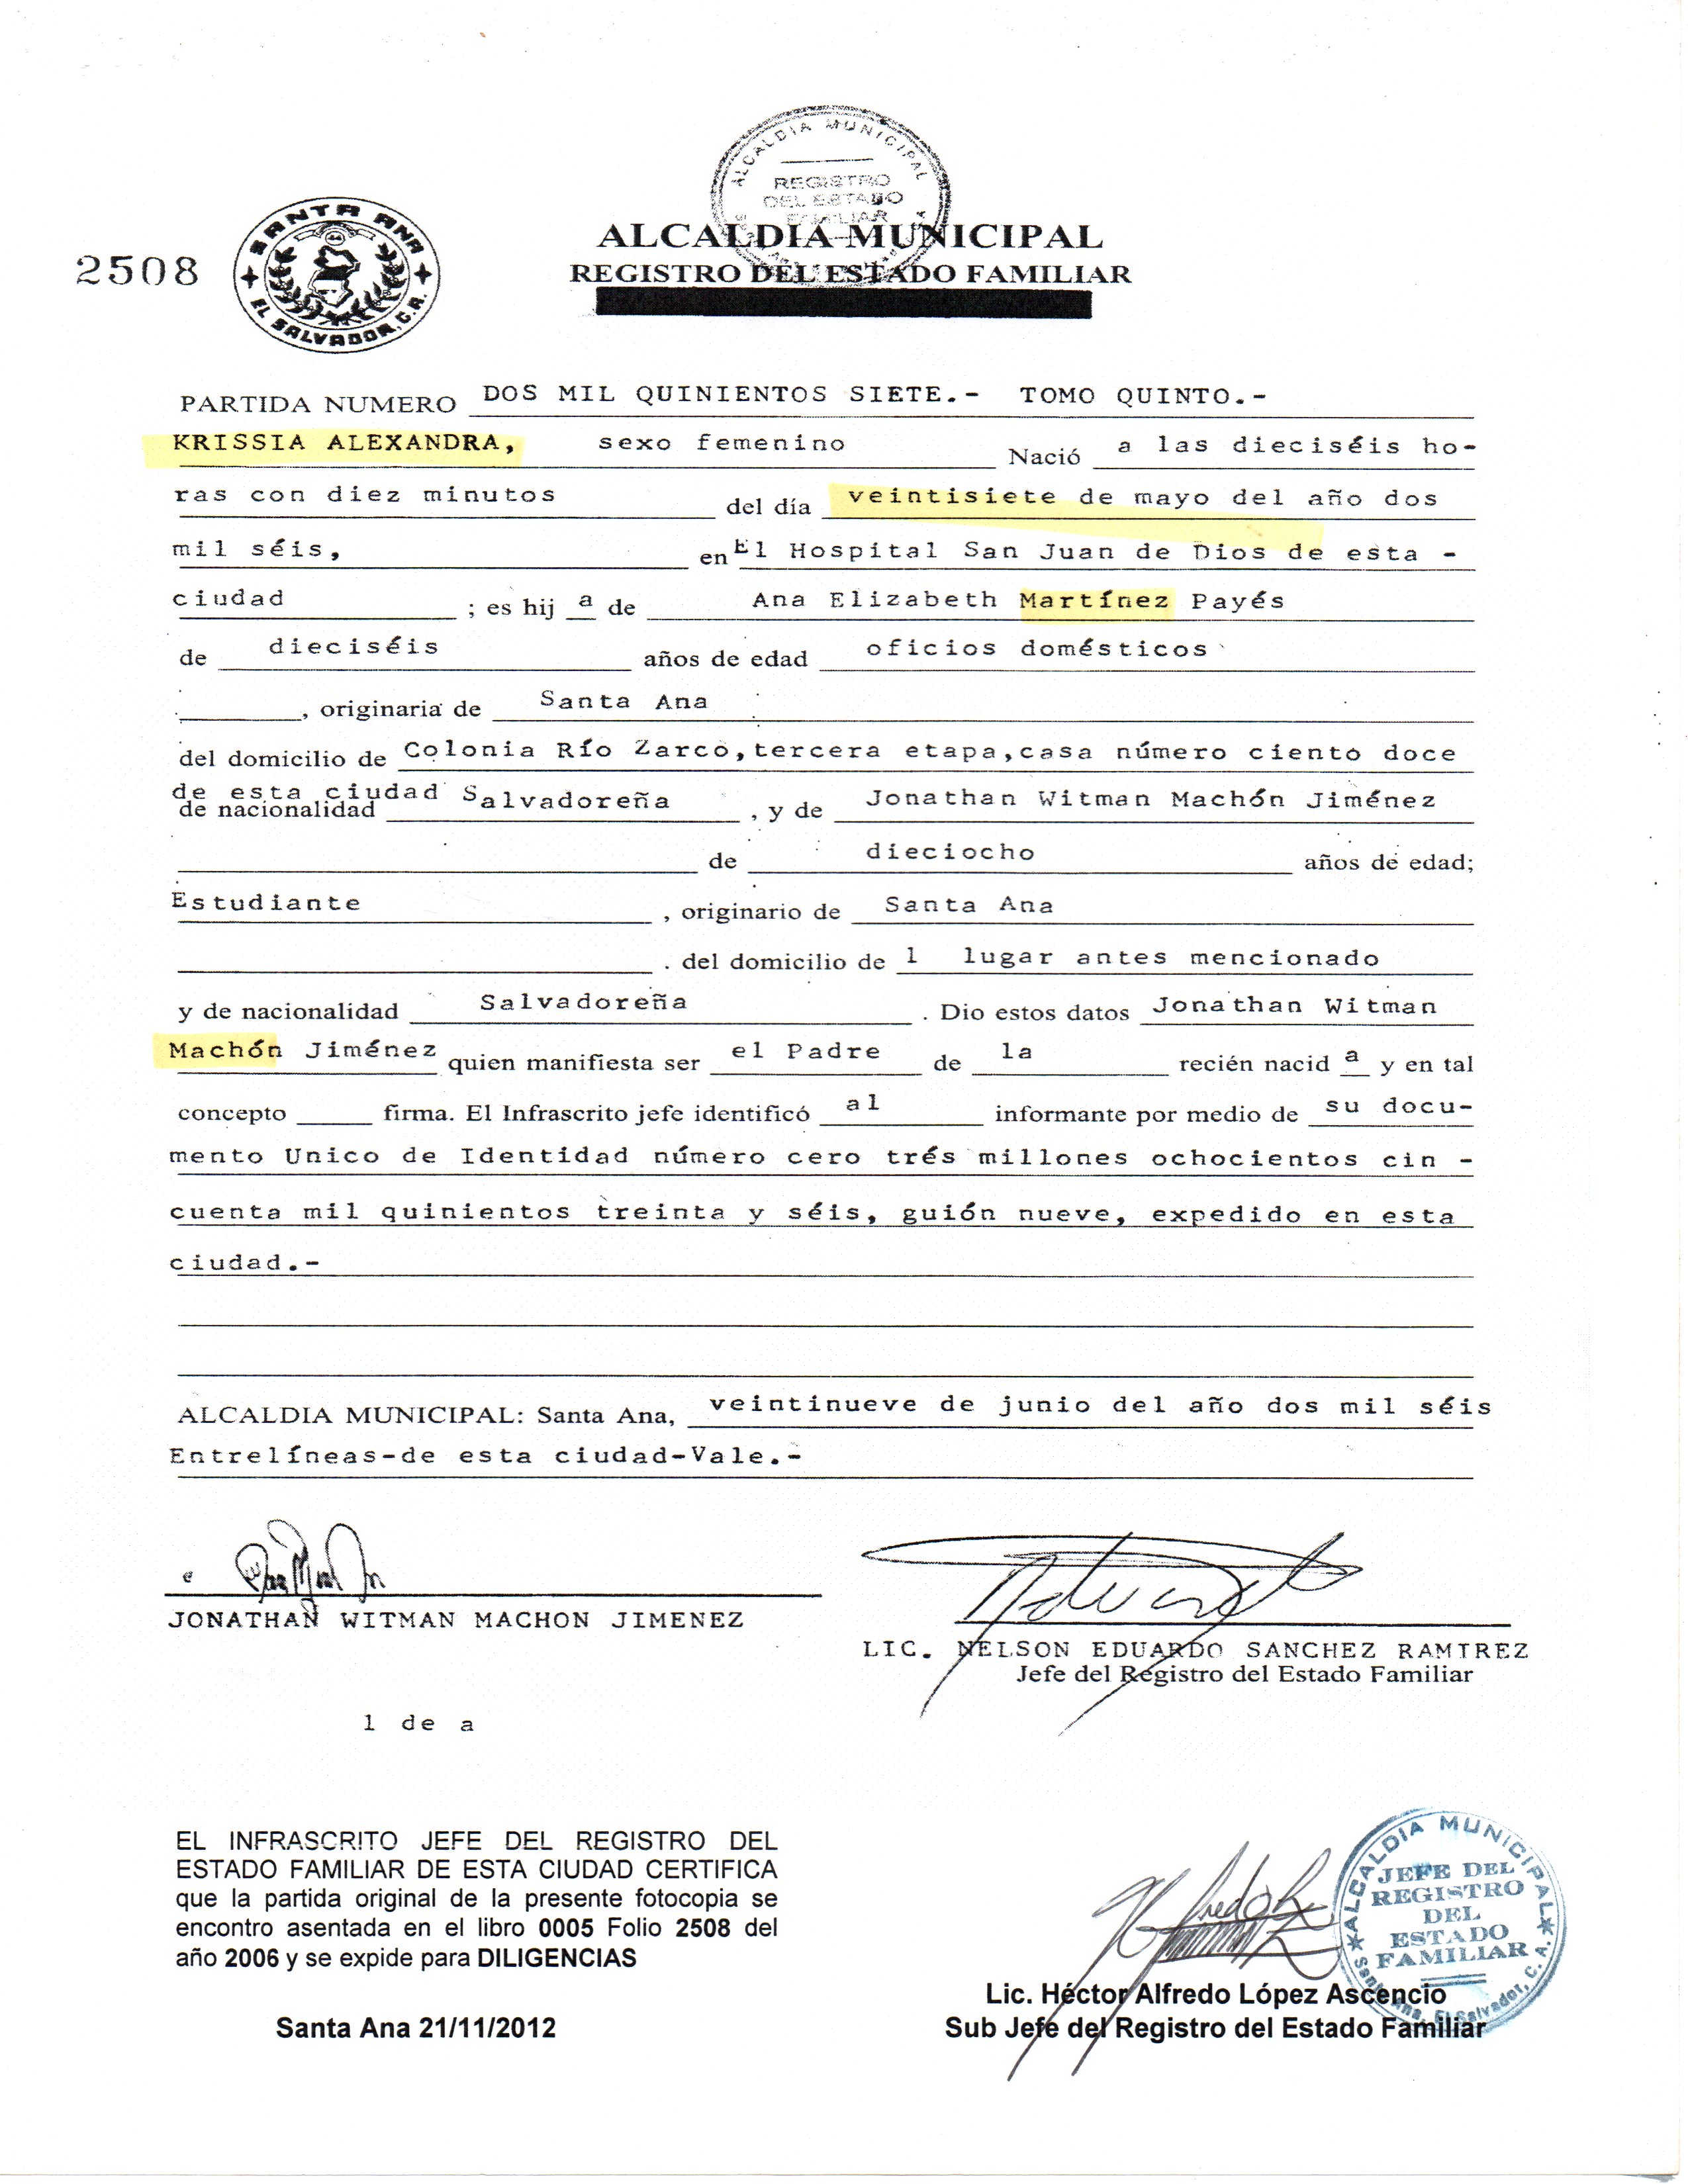 ALCALDIA MUNICIPAL
REGISTRO
DEL ESTADO
FAMILIAR
SANTA ANA
EL SALVADOR, C.A.
2508
ALCALDIA MUNICIPAL
REGISTRO DEL ESTADO FAMILIAR
PARTIDA NUMERO DOS MIL QUINIENTOS SIETE.- TOMO QUINTO.-
KRISSIA ALEXANDRA, sexo femenino Nació a las dieciséis ho-
ras con diez minutos del día veintisiete de mayo del año dos
mil séis, en El Hospital San Juan de Dios de esta -
ciudad ; es hij a de Ana Elizabeth Martínez Payés
de dieciséis años de edad oficios domésticos
, originaria de Santa Ana
del domicilio de Colonia Río Zarco,tercera etapa,casa número ciento doce
de esta ciudad
de nacionalidad Salvadoreña , y de Jonathan Witman Machón Jiménez
de dieciocho años de edad;
Estudiante , originario de Santa Ana
. del domicilio de l lugar antes mencionado
y de nacionalidad Salvadoreña . Dio estos datos Jonathan Witman
Machón Jiménez quien manifiesta ser el Padre de la recién nacid a y en tal
concepto firma. El Infrascrito jefe identificó al informante por medio de su docu-
mento Unico de Identidad número cero trés millones ochocientos cin -
cuenta mil quinientos treinta y séis, guión nueve, expedido en esta
ciudad.-
ALCALDIA MUNICIPAL: Santa Ana, veintinueve de junio del año dos mil séis
Entrelíneas-de esta ciudad-Vale.-
JONATHAN WITMAN MACHON JIMENEZ
LIC. NELSON EDUARDO SANCHEZ RAMIREZ
Jefe del Registro del Estado Familiar
l de a
EL INFRASCRITO JEFE DEL REGISTRO DEL
ESTADO FAMILIAR DE ESTA CIUDAD CERTIFICA
que la partida original de la presente fotocopia se
encontro asentada en el libro 0005 Folio 2508 del
año 2006 y se expide para DILIGENCIAS
Santa Ana 21/11/2012
ALCALDIA MUNICIPAL
JEFE DEL
REGISTRO
DEL
ESTADO
FAMILIAR
Santa Ana, El Salvador, C. A.
Lic. Héctor Alfredo López Ascencio
Sub Jefe del Registro del Estado Familiar